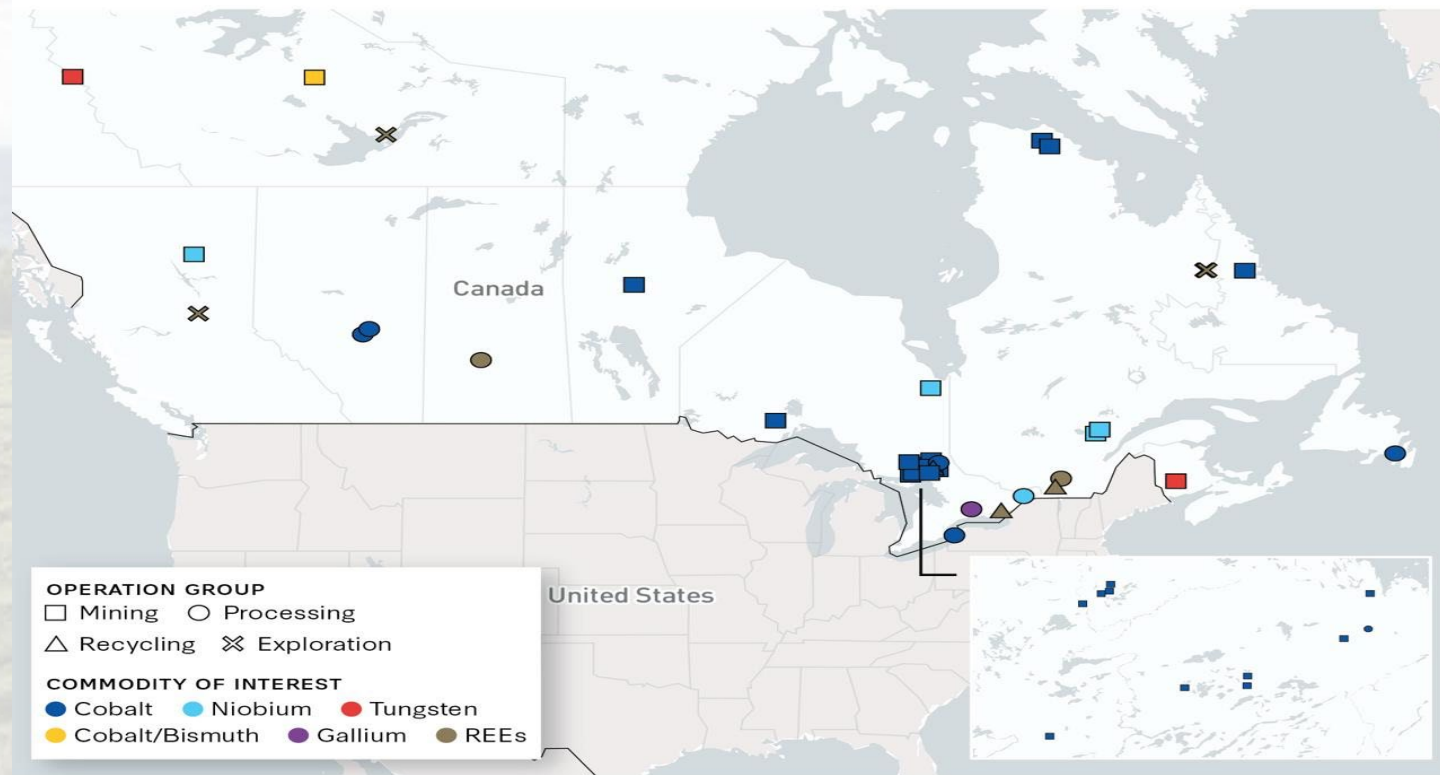 Canada
United States
OPERATION GROUP
Mining Processing
Recycling Exploration
COMMODITY OF INTEREST
Cobalt Niobium Tungsten
Cobalt/Bismuth Gallium REEs